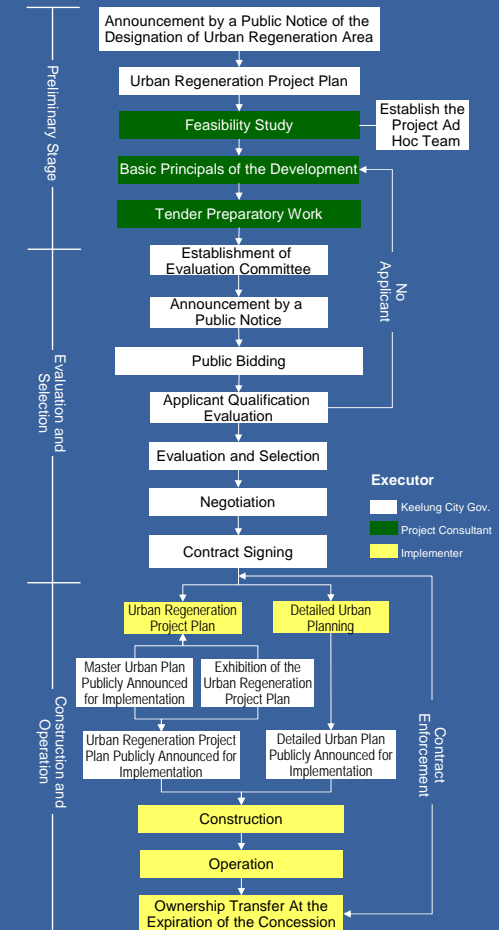 Announcement by a Public Notice of the
Designation of Urban Regeneration Area
Urban Regeneration Project Plan
Feasibility Study
Establish the
Project Ad
Hoc Team
Basic Principals of the Development
Tender Preparatory Work
Preliminary Stage
Establishment of
Evaluation Committee
Announcement by a
Public Notice
No
Applicant
Public Bidding
Applicant Qualification
Evaluation
Evaluation and Selection
Negotiation
Contract Signing
Evaluation and
Selection
Executor
Keelung City Gov.
Project Consultant
Implementer
Urban Regeneration
Project Plan
Detailed Urban
Planning
Master Urban Plan
Publicly Announced
for Implementation
Exhibition of the
Urban Regeneration
Project Plan
Urban Regeneration Project
Plan Publicly Announced for
Implementation
Detailed Urban Plan
Publicly Announced for
Implementation
Construction
Operation
Ownership Transfer At the
Expiration of the Concession
Construction and
Operation
Contract
Enforcement